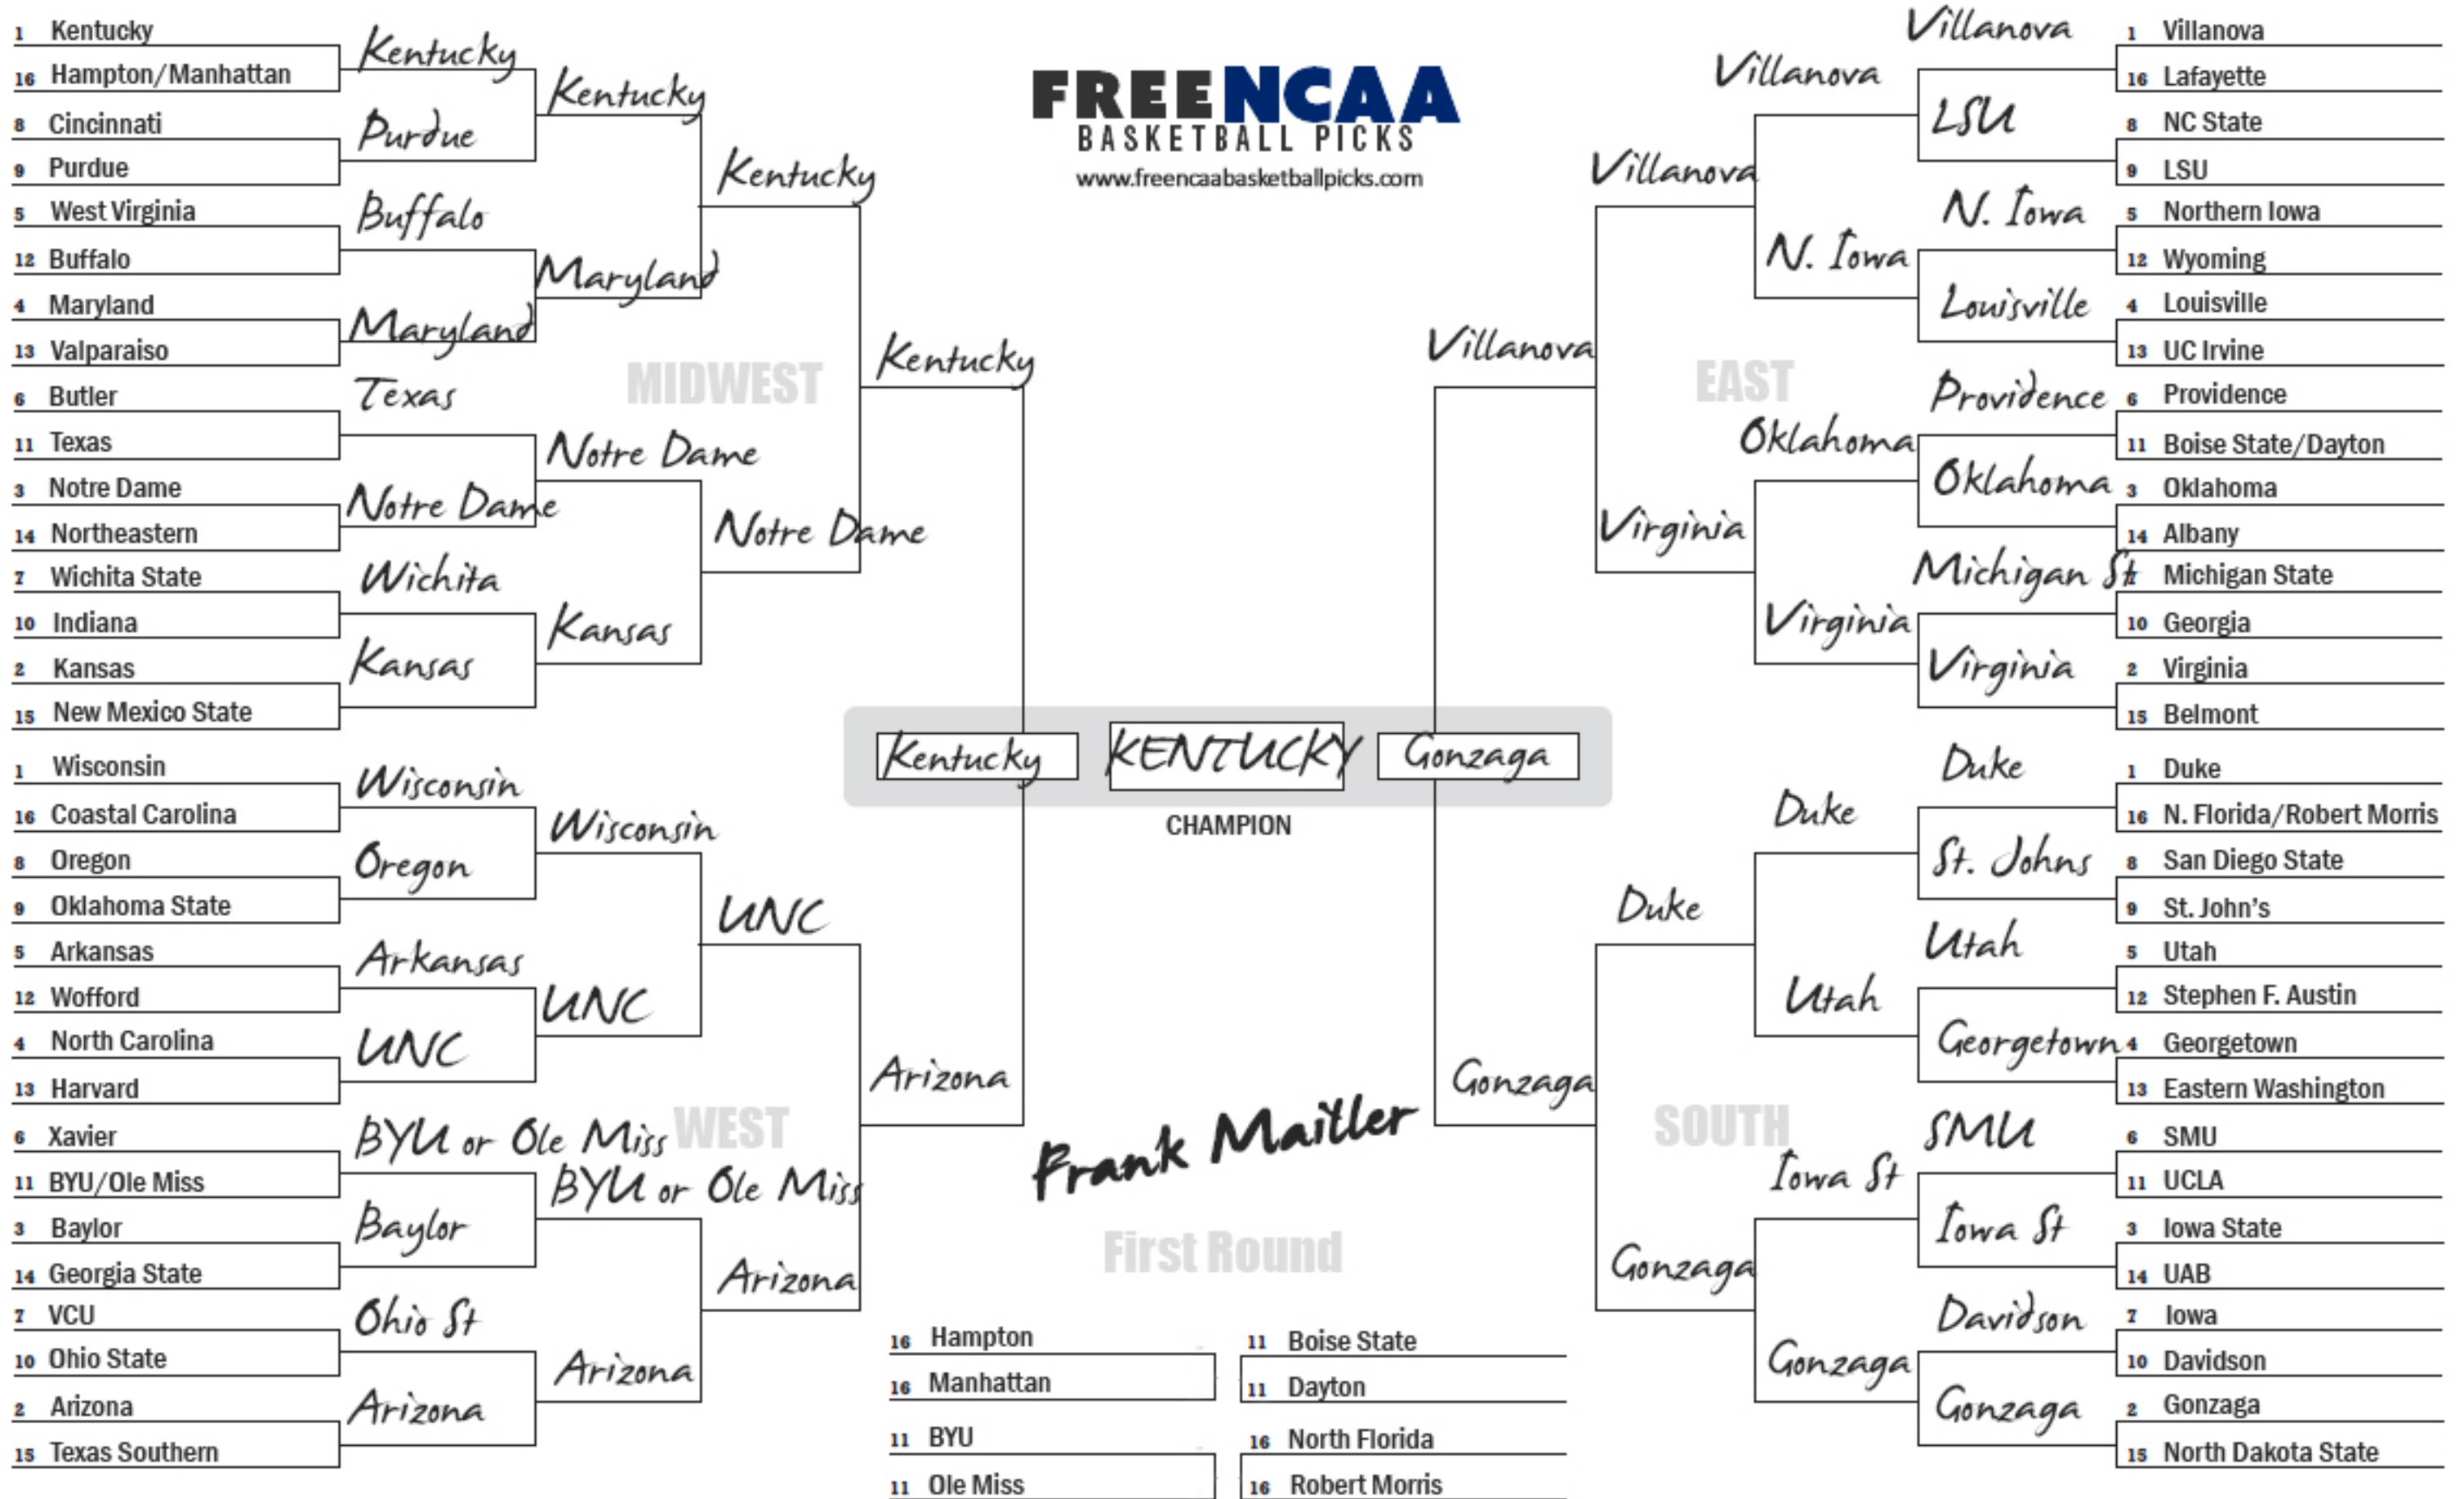 1 Kentucky
16 Hampton/Manhattan
8 Cincinnati
9 Purdue
5 West Virginia
12 Buffalo
4 Maryland
13 Valparaiso
6 Butler
11 Texas
3 Notre Dame
14 Northeastern
7 Wichita State
10 Indiana
2 Kansas
15 New Mexico State
Kentucky
Purdue
Buffalo
Maryland
Texas
Notre Dame
Wichita
Kansas
Kentucky
Maryland
Notre Dame
Kansas
Kentucky
Notre Dame
Kentucky
MIDWEST
1 Wisconsin
16 Coastal Carolina
8 Oregon
9 Oklahoma State
5 Arkansas
12 Wofford
4 North Carolina
13 Harvard
6 Xavier
11 BYU/Ole Miss
3 Baylor
14 Georgia State
7 VCU
10 Ohio State
2 Arizona
15 Texas Southern
Wisconsin
Oregon
Arkansas
UNC
BYU or Ole Miss
Baylor
Ohio St
Arizona
Wisconsin
UNC
BYU or Ole Miss
Arizona
UNC
Arizona
Arizona
WEST
FREENCAA
BASKETBALL PICKS
www.freencaabasketballpicks.com
Kentucky
KENTUCKY
Gonzaga
CHAMPION
Frank Maitler
First Round
16 Hampton
16 Manhattan
11 BYU
11 Ole Miss
11 Boise State
11 Dayton
16 North Florida
16 Robert Morris
Villanova
Villanova
Virginia
Villanova
N. Iowa
Oklahoma
Virginia
Villanova
LSU
N. Iowa
Louisville
Providence
Oklahoma
Michigan St
Virginia
EAST
1 Villanova
16 Lafayette
8 NC State
9 LSU
5 Northern Iowa
12 Wyoming
4 Louisville
13 UC Irvine
6 Providence
11 Boise State/Dayton
3 Oklahoma
14 Albany
7 Michigan State
10 Georgia
2 Virginia
15 Belmont
Gonzaga
Duke
Gonzaga
Duke
Utah
Iowa St
Gonzaga
Duke
St. Johns
Utah
Georgetown
SMU
Iowa St
Davidson
Gonzaga
SOUTH
1 Duke
16 N. Florida/Robert Morris
8 San Diego State
9 St. John's
5 Utah
12 Stephen F. Austin
4 Georgetown
13 Eastern Washington
6 SMU
11 UCLA
3 Iowa State
14 UAB
7 Iowa
10 Davidson
2 Gonzaga
15 North Dakota State